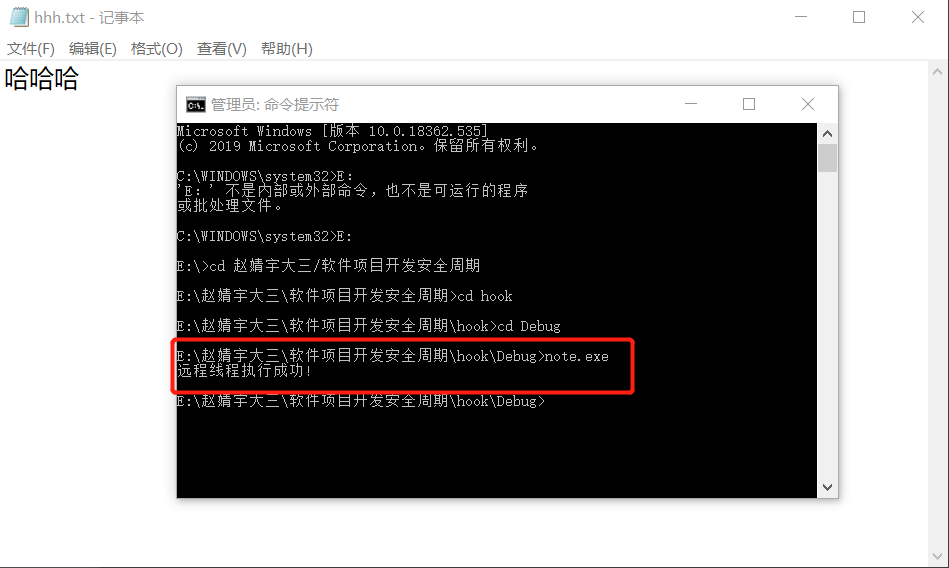 hhh.txt - 记事本
文件(F) 编辑(E) 格式(O) 查看(V) 帮助(H)
哈哈哈
管理员: 命令提示符
Microsoft Windows [版本 10.0.18362.535]
(c) 2019 Microsoft Corporation。保留所有权利。
C:\WINDOWS\system32>E:
'E:' 不是内部或外部命令，也不是可运行的程序
或批处理文件。
C:\WINDOWS\system32>E:
E:\>cd 赵婧宇大三/软件项目开发安全周期
E:\赵婧宇大三\软件项目开发安全周期>cd hook
E:\赵婧宇大三\软件项目开发安全周期\hook>cd Debug
E:\赵婧宇大三\软件项目开发安全周期\hook\Debug>note.exe
远程线程执行成功!
E:\赵婧宇大三\软件项目开发安全周期\hook\Debug>